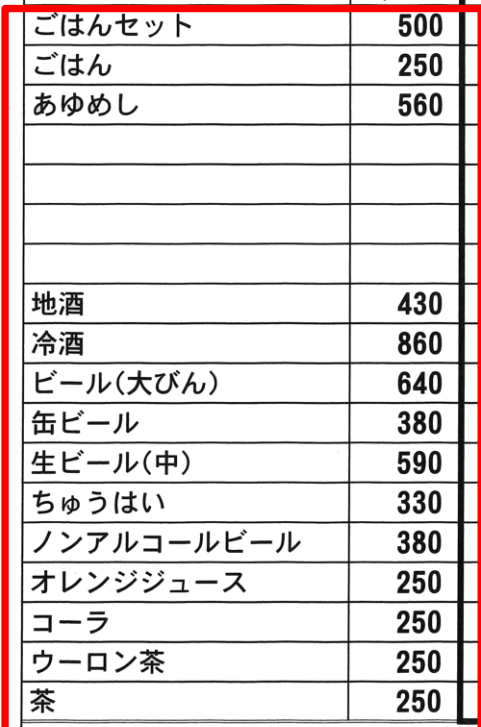 ごはんセット 500
ごはん 250
あゆめし 560
地酒 430
冷酒 860
ビール(大びん) 640
缶ビール 380
生ビール(中) 590
ちゅうはい 330
ノンアルコールビール 380
オレンジジュース 250
コーラ 250
ウーロン茶 250
茶 250